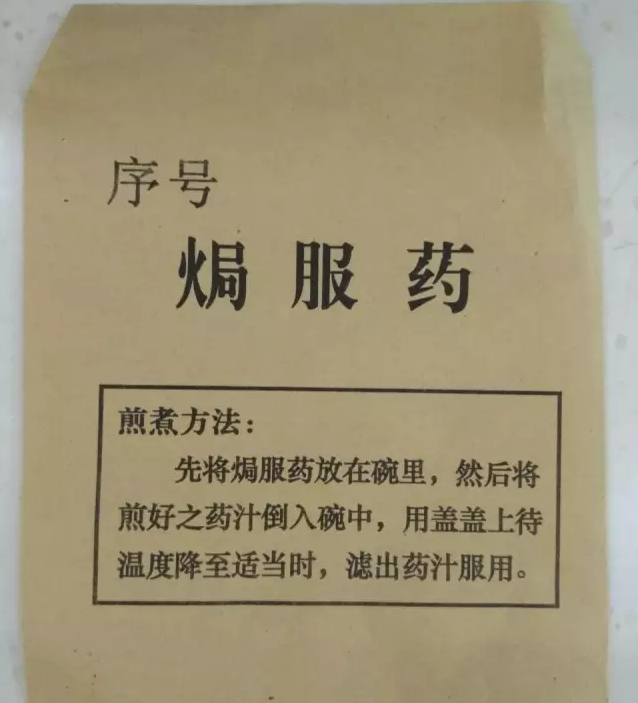 序号
焗服药
煎煮方法：
先将焗服药放在碗里，然后将
煎好之药汁倒入碗中，用盖盖上待
温度降至适当时，滤出药汁服用。